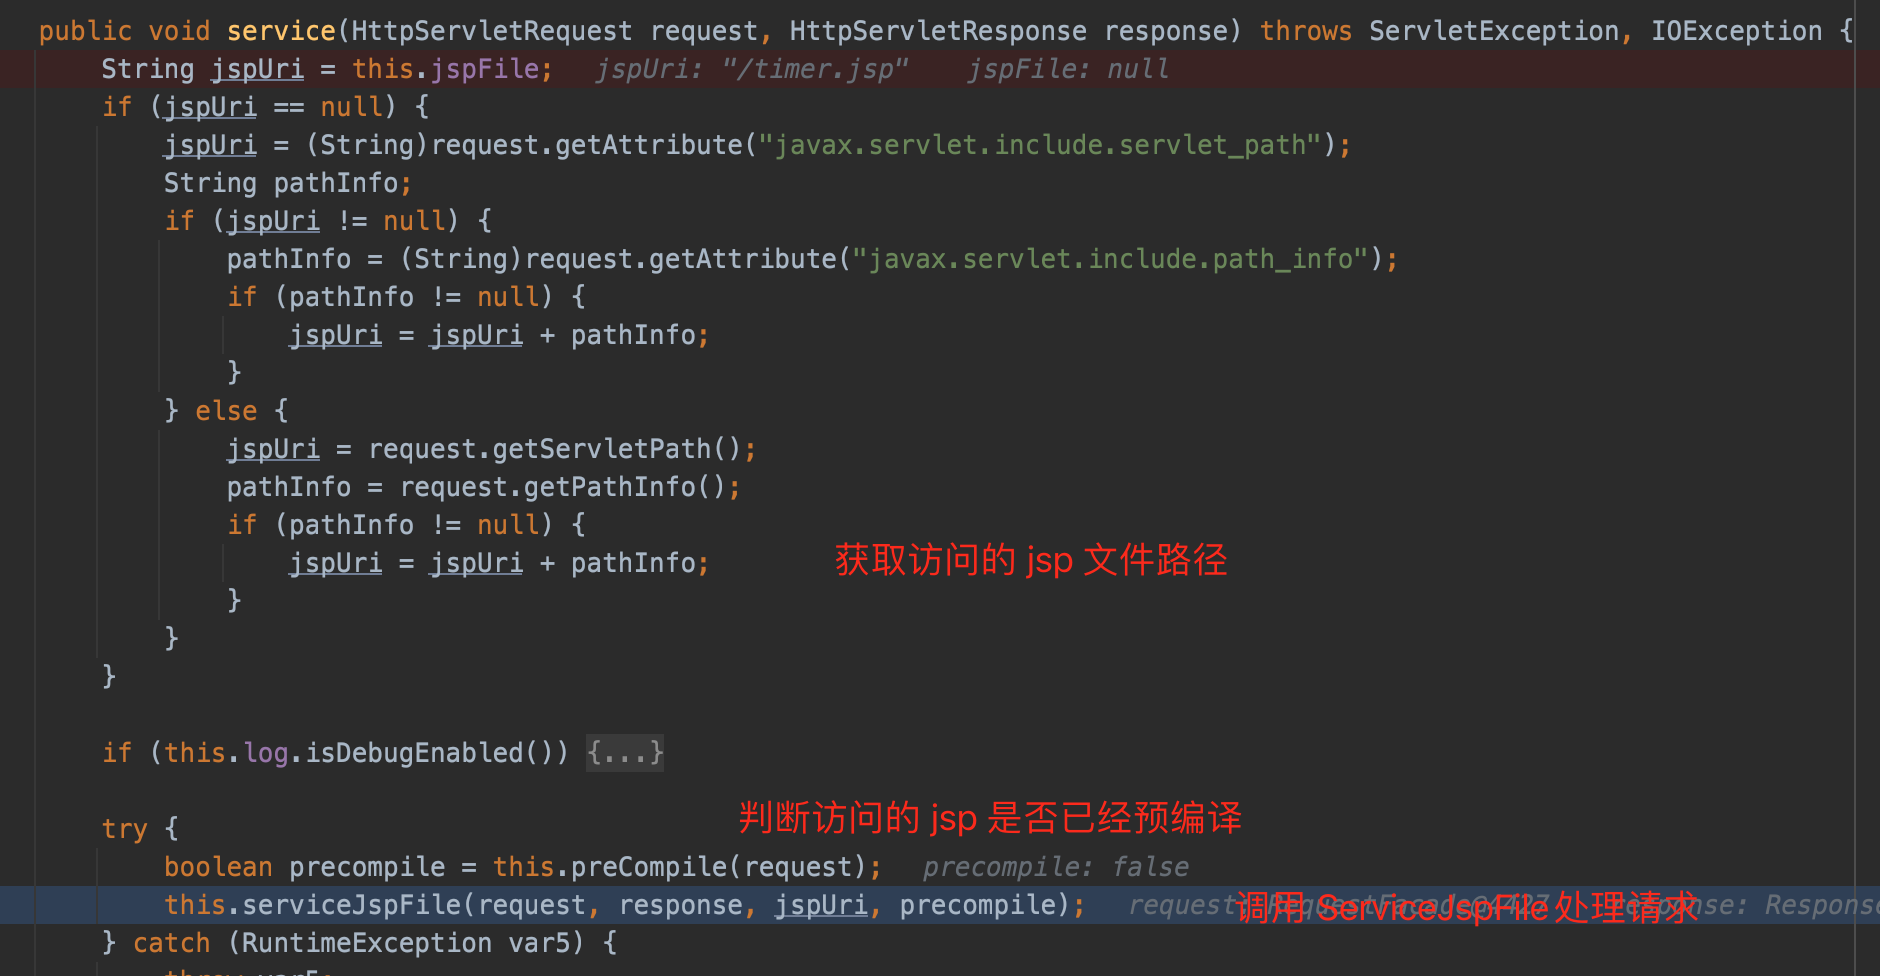 public void service(HttpServletRequest request, HttpServletResponse response) throws ServletException, IOException {
String jspUri = this.jspFile; jspUri: "/timer.jsp" jspFile: null
if (jspUri == null) {
jspUri = (String)request.getAttribute("javax.servlet.include.servlet_path");
String pathInfo;
if (jspUri != null) {
pathInfo = (String)request.getAttribute("javax.servlet.include.path_info");
if (pathInfo != null) {
jspUri = jspUri + pathInfo;
}
} else {
jspUri = request.getServletPath();
pathInfo = request.getPathInfo();
if (pathInfo != null) {
jspUri = jspUri + pathInfo; 获取访问的 jsp 文件路径
}
}
}
if (this.log.isDebugEnabled()) {...}
判断访问的 jsp 是否已经预编译
try {
boolean precompile = this.preCompile(request); precompile: false
this.serviceJspFile(request, response, jspUri, precompile); request: RequestFacade@4427 response: Response
调用 ServiceJspFile 处理请求
} catch (RuntimeException var5) {
throw var5;